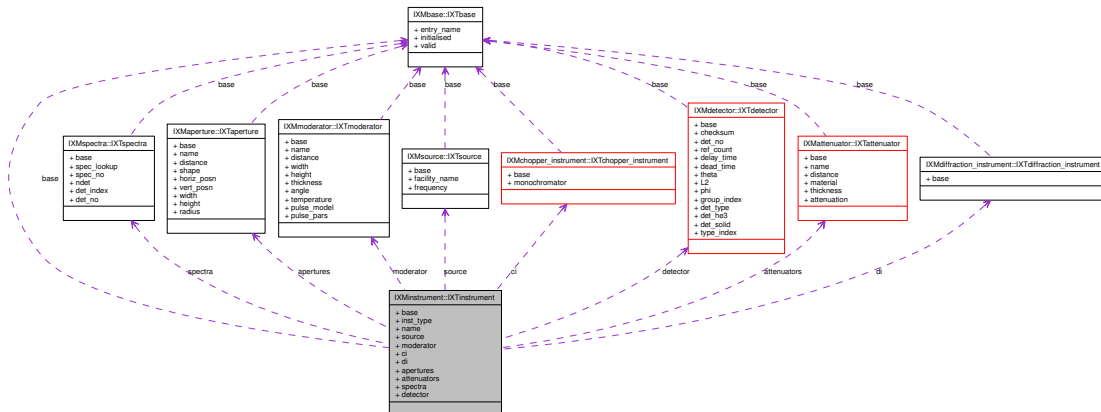 IXMbase::IXTbase
+ entry_name
+ initialised
+ valid
base
base
base
base
base
base
base
base
base
base
IXMspectra::IXTspectra
+ base
+ spec_lookup
+ spec_no
+ ndet
+ det_index
+ det_no
IXMaperture::IXTaperture
+ base
+ name
+ distance
+ shape
+ horiz_posn
+ vert_posn
+ width
+ height
+ radius
IXMmoderator::IXTmoderator
+ base
+ name
+ distance
+ width
+ height
+ thickness
+ angle
+ temperature
+ pulse_model
+ pulse_pars
IXMsource::IXTsource
+ base
+ facility_name
+ frequency
IXMchopper_instrument::IXTchopper_instrument
+ base
+ monochromator
IXMdetector::IXTdetector
+ base
+ checksum
+ det_no
+ ref_count
+ delay_time
+ dead_time
+ theta
+ L2
+ phi
+ group_index
+ det_type
+ det_he3
+ det_solid
+ type_index
IXMattenuator::IXTattenuator
+ base
+ name
+ distance
+ material
+ thickness
+ attenuation
IXMdiffraction_instrument::IXTdiffraction_instrument
+ base
spectra
apertures
moderator
source
ci
detector
attenuators
di
IXMinstrument::IXTinstrument
+ base
+ inst_type
+ name
+ source
+ moderator
+ ci
+ di
+ apertures
+ attenuators
+ spectra
+ detector